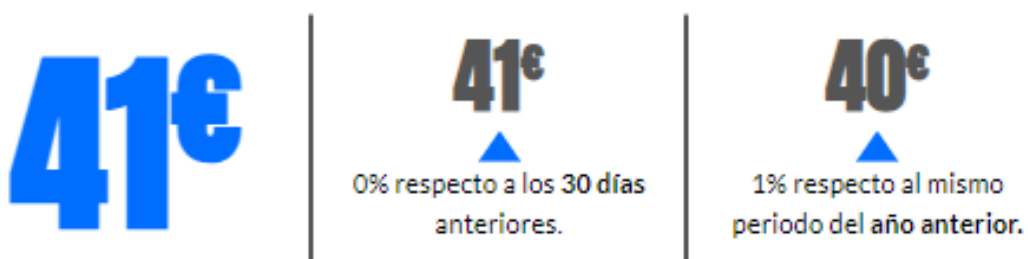 41€
41€
0% respecto a los 30 días
anteriores.
40€
1% respecto al mismo
periodo del año anterior.